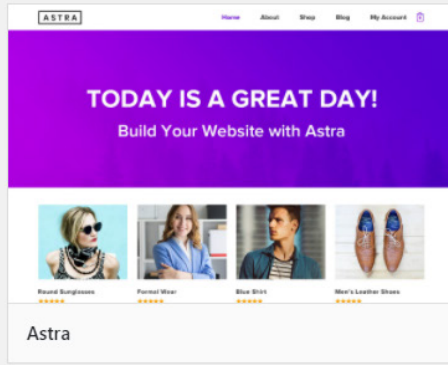 ASTRA
Home About Shop Blog My Account
TODAY IS A GREAT DAY!
Build Your Website with Astra
Round Sunglasses Formal Wear Blue Shirt Men's Leather Shoes
Astra